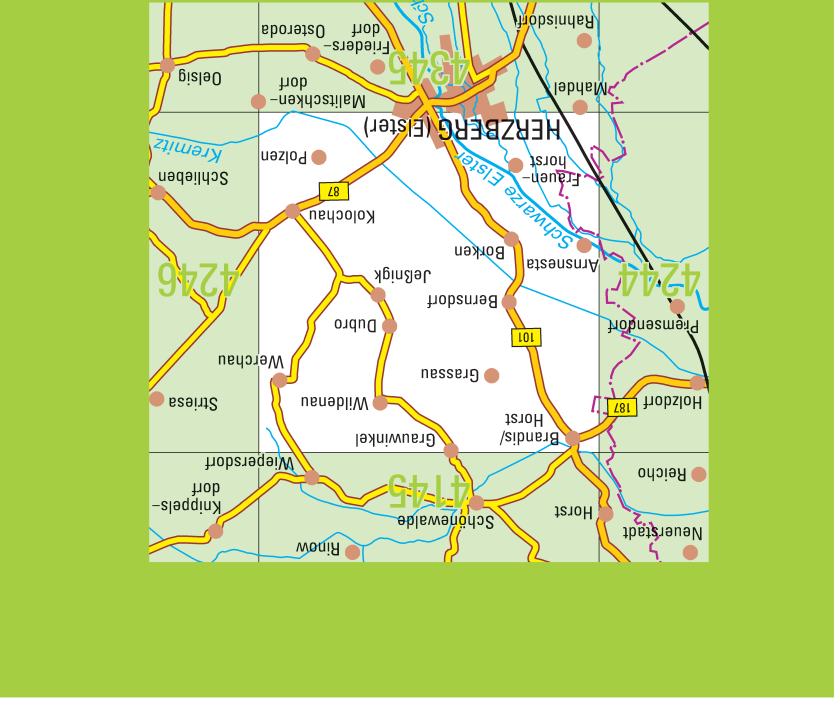 Rinow
Neuerstadt
Horst
Schönewalde
Knippels-
dorf
4145
Reicho
Wiepersdorf
Brandis/
Horst
Grauwinkel
Holzdorf
187
Wildenau
Striesa
Grassau
Werchau
101
Premsendorf
Dubro
Bernsdorf
Jeßnigk
4244
4246
Arnsnesta
Borken
Kolochau
Schwarze Elster
87
Schlieben
Frauen-
horst
Polzen
Kremitz
HERZBERG (Elster)
Mahdel
Malitschken-
dorf
Oelsig
4345
Frieders-
dorf
Osteroda
Rahnisdorf
Sch